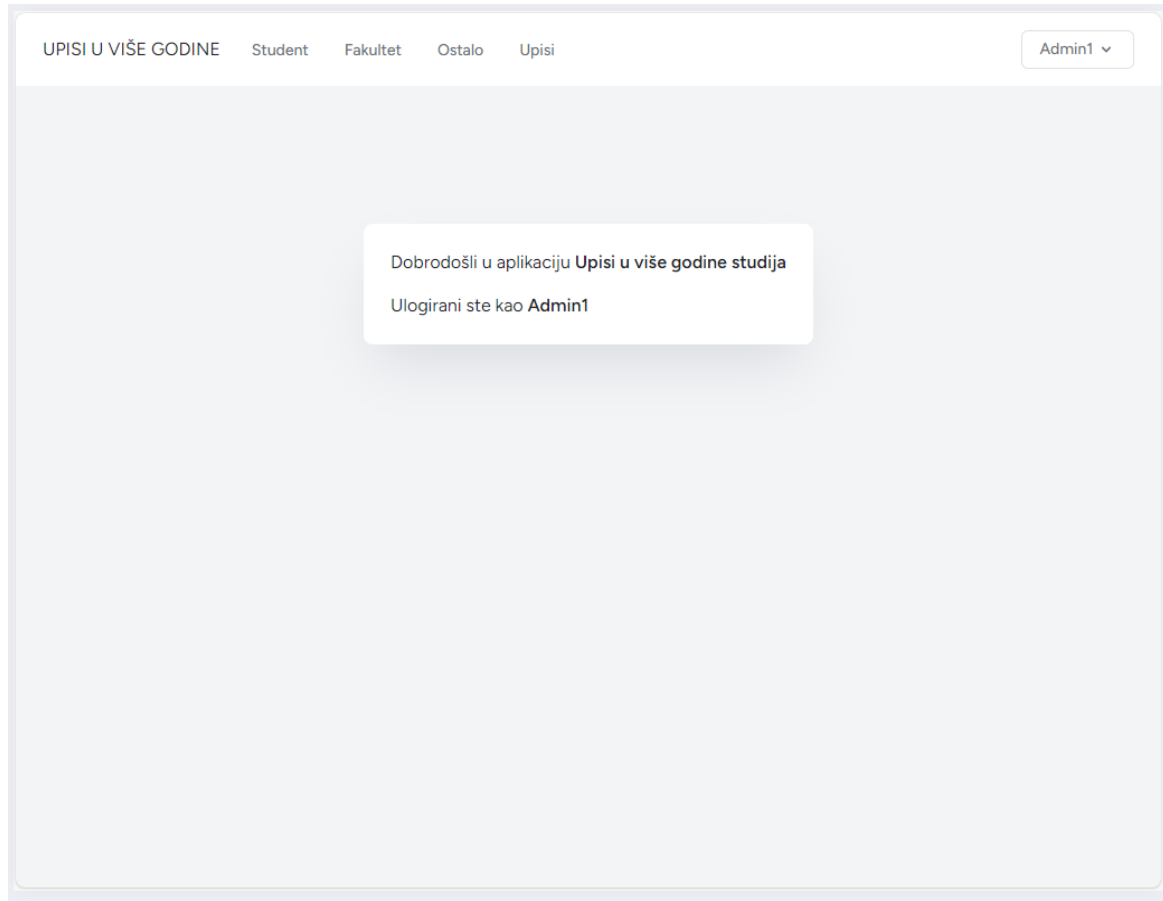 UPISI U VIŠE GODINE Student Fakultet Ostalo Upisi Admin1
Dobrodošli u aplikaciju Upisi u više godine studija
Ulogirani ste kao Admin1